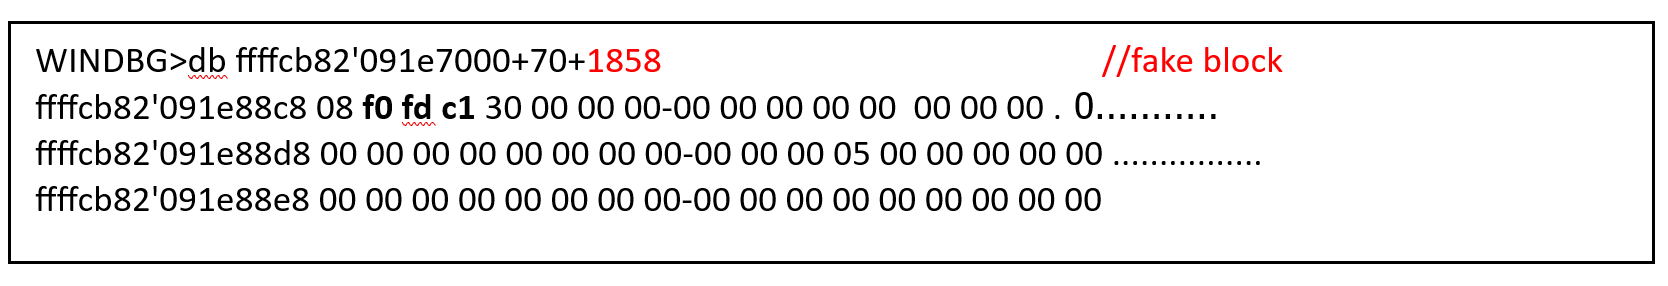 WINDBG>db ffffcb82'091e7000+70+1858 //fake block
ffffcb82'091e88c8 08 f0 fd c1 30 00 00 00-00 00 00 00 00 00 00 00 . 0...........
ffffcb82'091e88d8 00 00 00 00 00 00 00 00-00 00 00 05 00 00 00 00 00 ................
ffffcb82'091e88e8 00 00 00 00 00 00 00 00-00 00 00 00 00 00 00 00 00